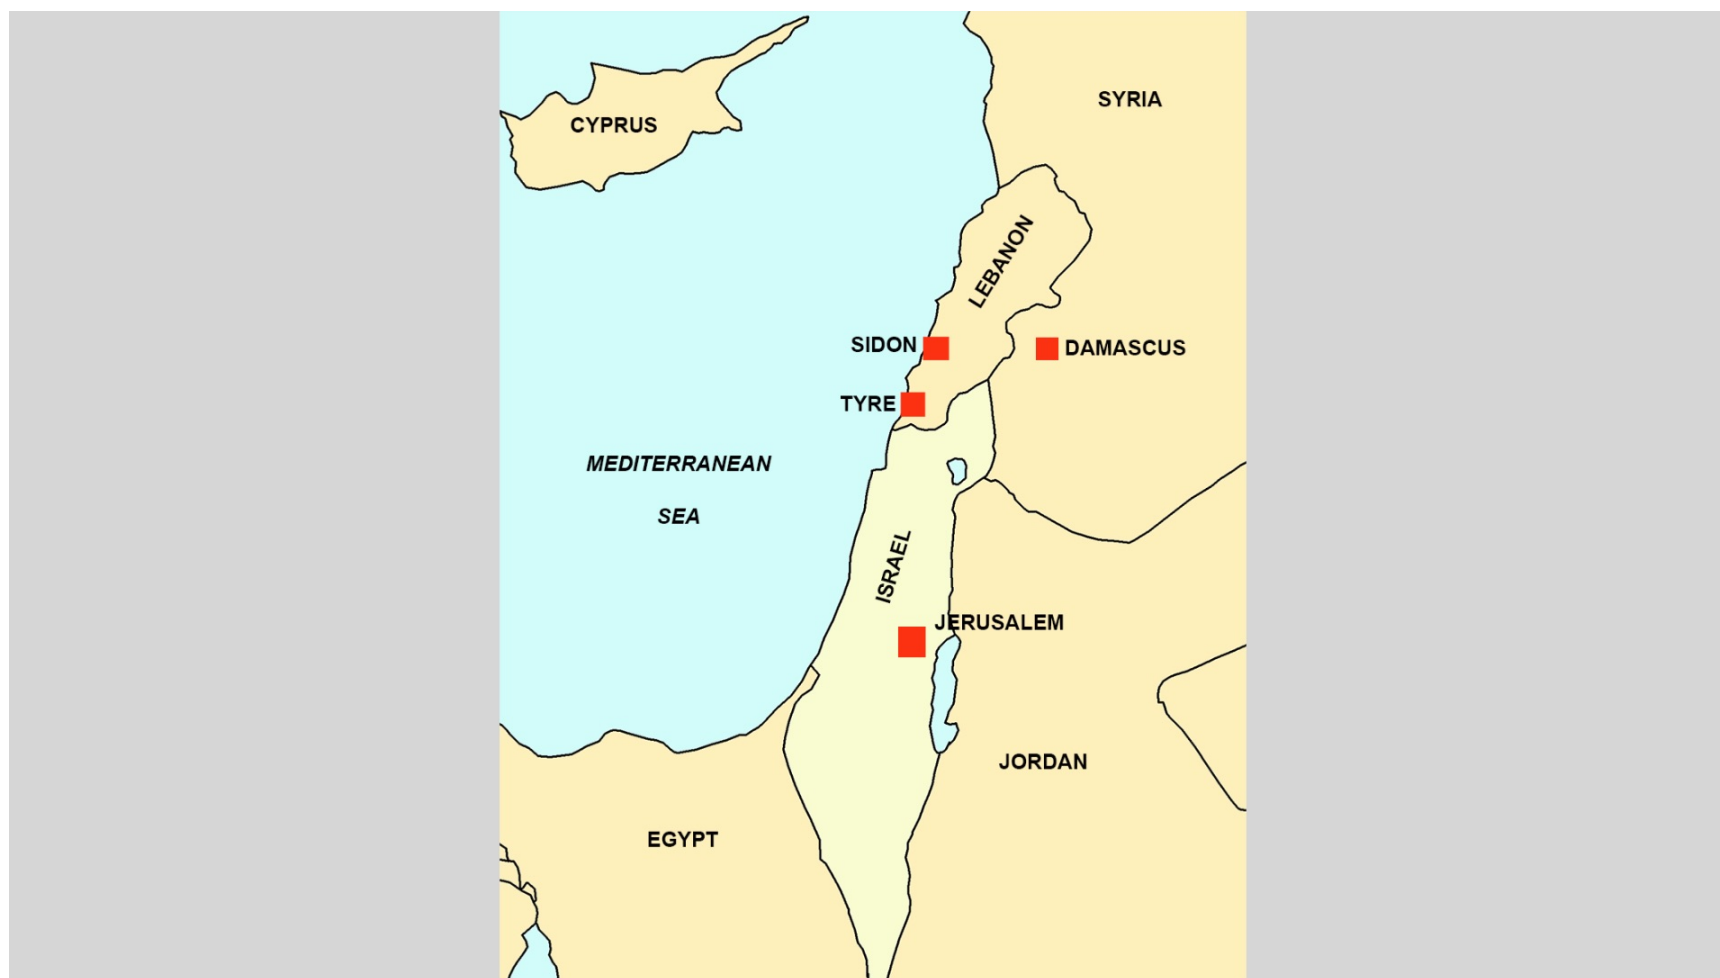 SYRIA
CYPRUS
LEBANON
SIDON
DAMASCUS
TYRE
MEDITERRANEAN
SEA
ISRAEL
JERUSALEM
JORDAN
EGYPT